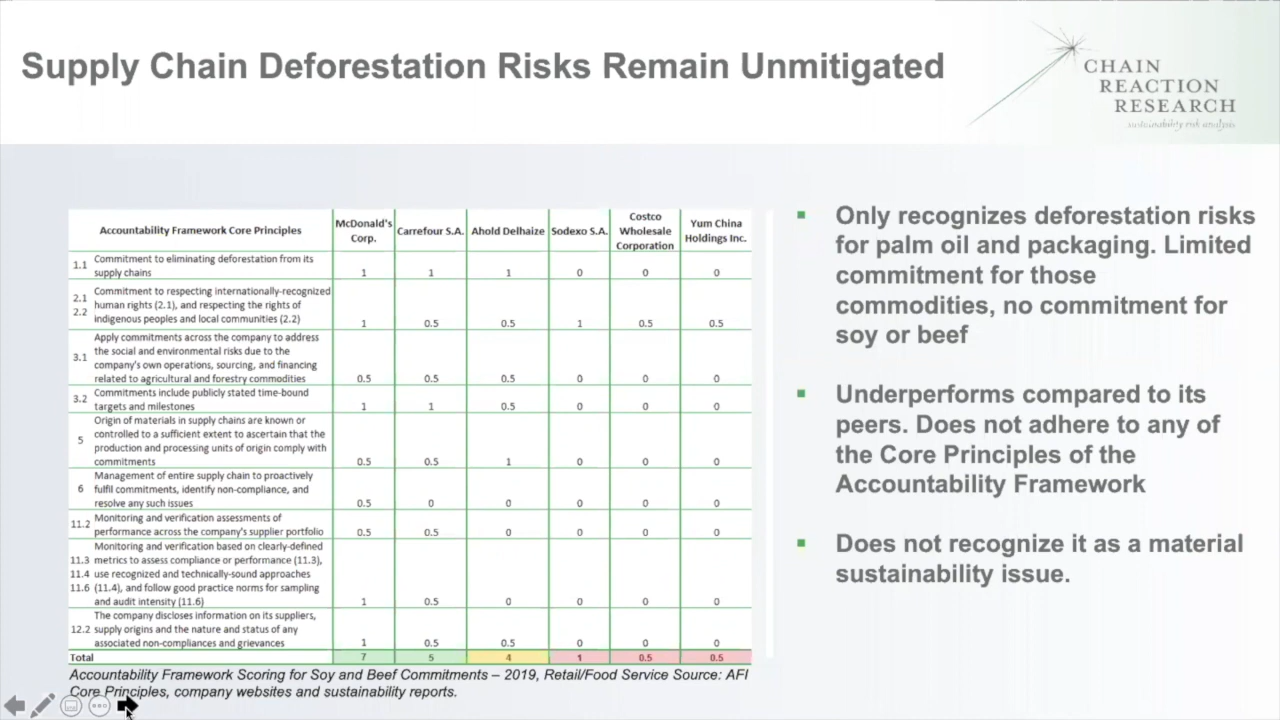 Supply Chain Deforestation Risks Remain Unmitigated
CHAIN
REACTION
RESEARCH
sustainability risk analysis
Accountability Framework Core Principles
McDonald's
Corp.
Carrefour S.A.
Ahold Delhaize
Sodexo S.A.
Costco
Wholesale
Corporation
Yum China
Holdings Inc.
1.1 Commitment to eliminating deforestation from its
supply chains 1 1 1 0 0 0
2.1 Commitment to respecting internationally-recognized
2.2 human rights (2.1), and respecting the rights of
indigenous peoples and local communities (2.2) 1 0.5 0.5 1 0.5 0.5
Apply commitments across the company to address
3.1 the social and environmental risks due to the
company's own operations, sourcing, and financing
related to agricultural and forestry commodities 0.5 0.5 0.5 0 0 0
3.2 Commitments include publicly stated time-bound
targets and milestones 1 1 0.5 0 0 0
Origin of materials in supply chains are known or
5 controlled to a sufficient extent to ascertain that the
production and processing units of origin comply with
commitments 0.5 0.5 1 0 0 0
Management of entire supply chain to proactively
6 fulfil commitments, identify non-compliance, and
resolve any such issues 0.5 0 0 0 0 0
11.2 Monitoring and verification assessments of
performance across the company's supplier portfolio 0.5 0.5 0 0 0 0
Monitoring and verification based on clearly-defined
11.3 metrics to assess compliance or performance (11.3),
11.4 use recognized and technically-sound approaches
11.6 (11.4), and follow good practice norms for sampling
and audit intensity (11.6) 1 0.5 0 0 0 0
The company discloses information on its suppliers,
12.2 supply origins and the nature and status of any
associated non-compliances and grievances 1 0.5 0.5 0 0 0
Total 7 5 4 1 0.5 0.5
Accountability Framework Scoring for Soy and Beef Commitments – 2019, Retail/Food Service Source: AFI
Core Principles, company websites and sustainability reports.
Only recognizes deforestation risks
for palm oil and packaging. Limited
commitment for those
commodities, no commitment for
soy or beef
Underperforms compared to its
peers. Does not adhere to any of
the Core Principles of the
Accountability Framework
Does not recognize it as a material
sustainability issue.